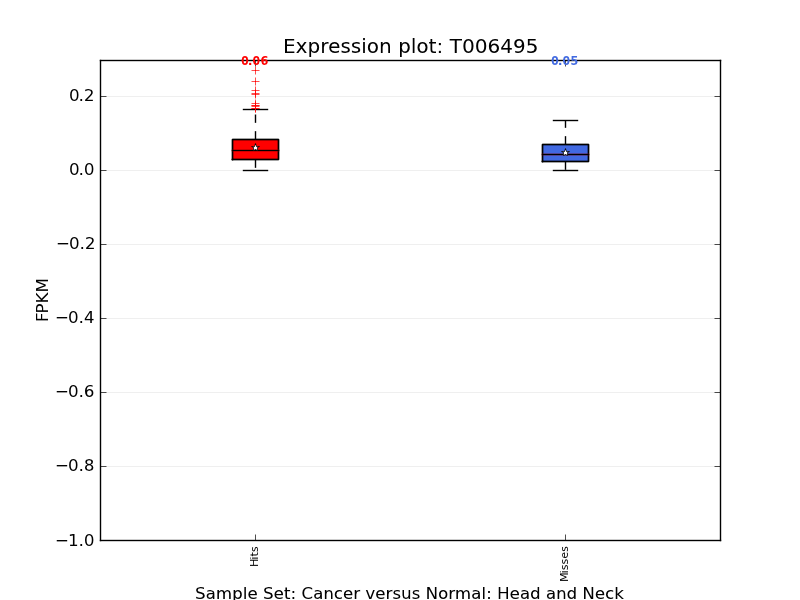 Expression plot: T006495
0.06
0.05
0.2
0.0
−0.2
−0.4
−0.6
−0.8
−1.0
FPKM
Hits
Misses
Sample Set: Cancer versus Normal: Head and Neck